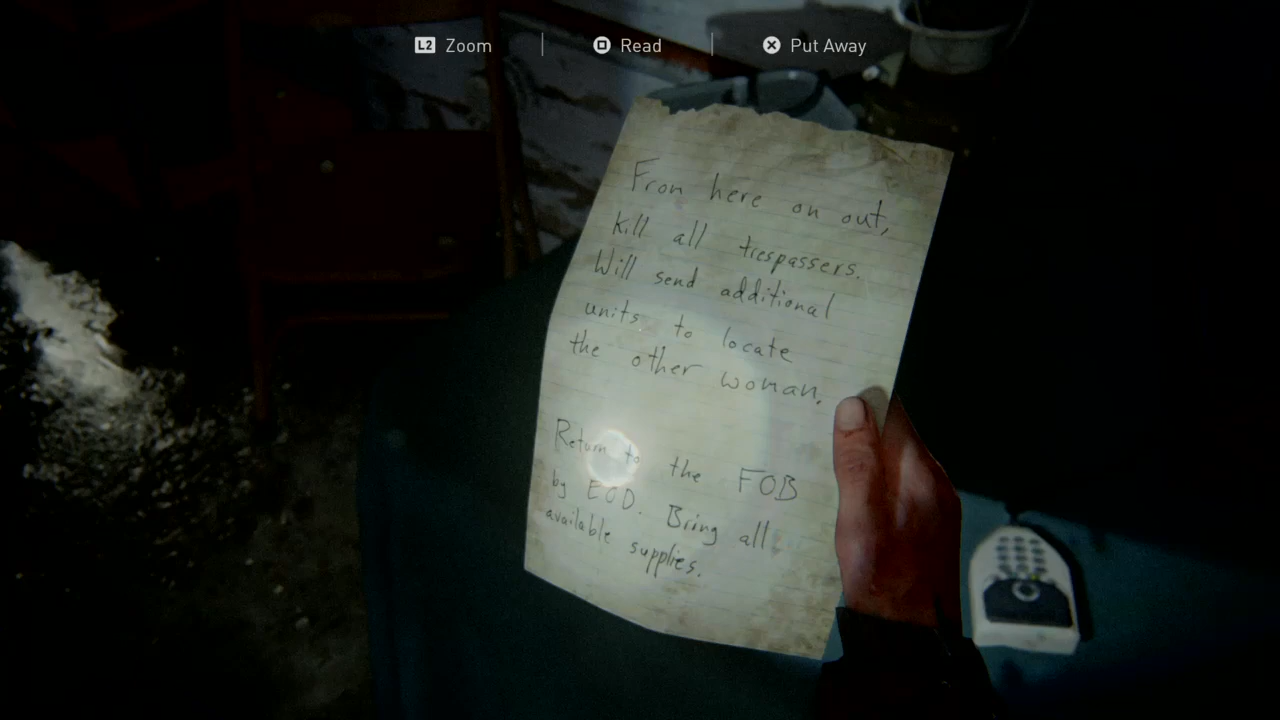 L2 Zoom
Read
Put Away
From here on out,
Kill all trespassers.
Will send additional
units to locate
the other woman.
Return to the FOB
by EOD. Bring all
available supplies.